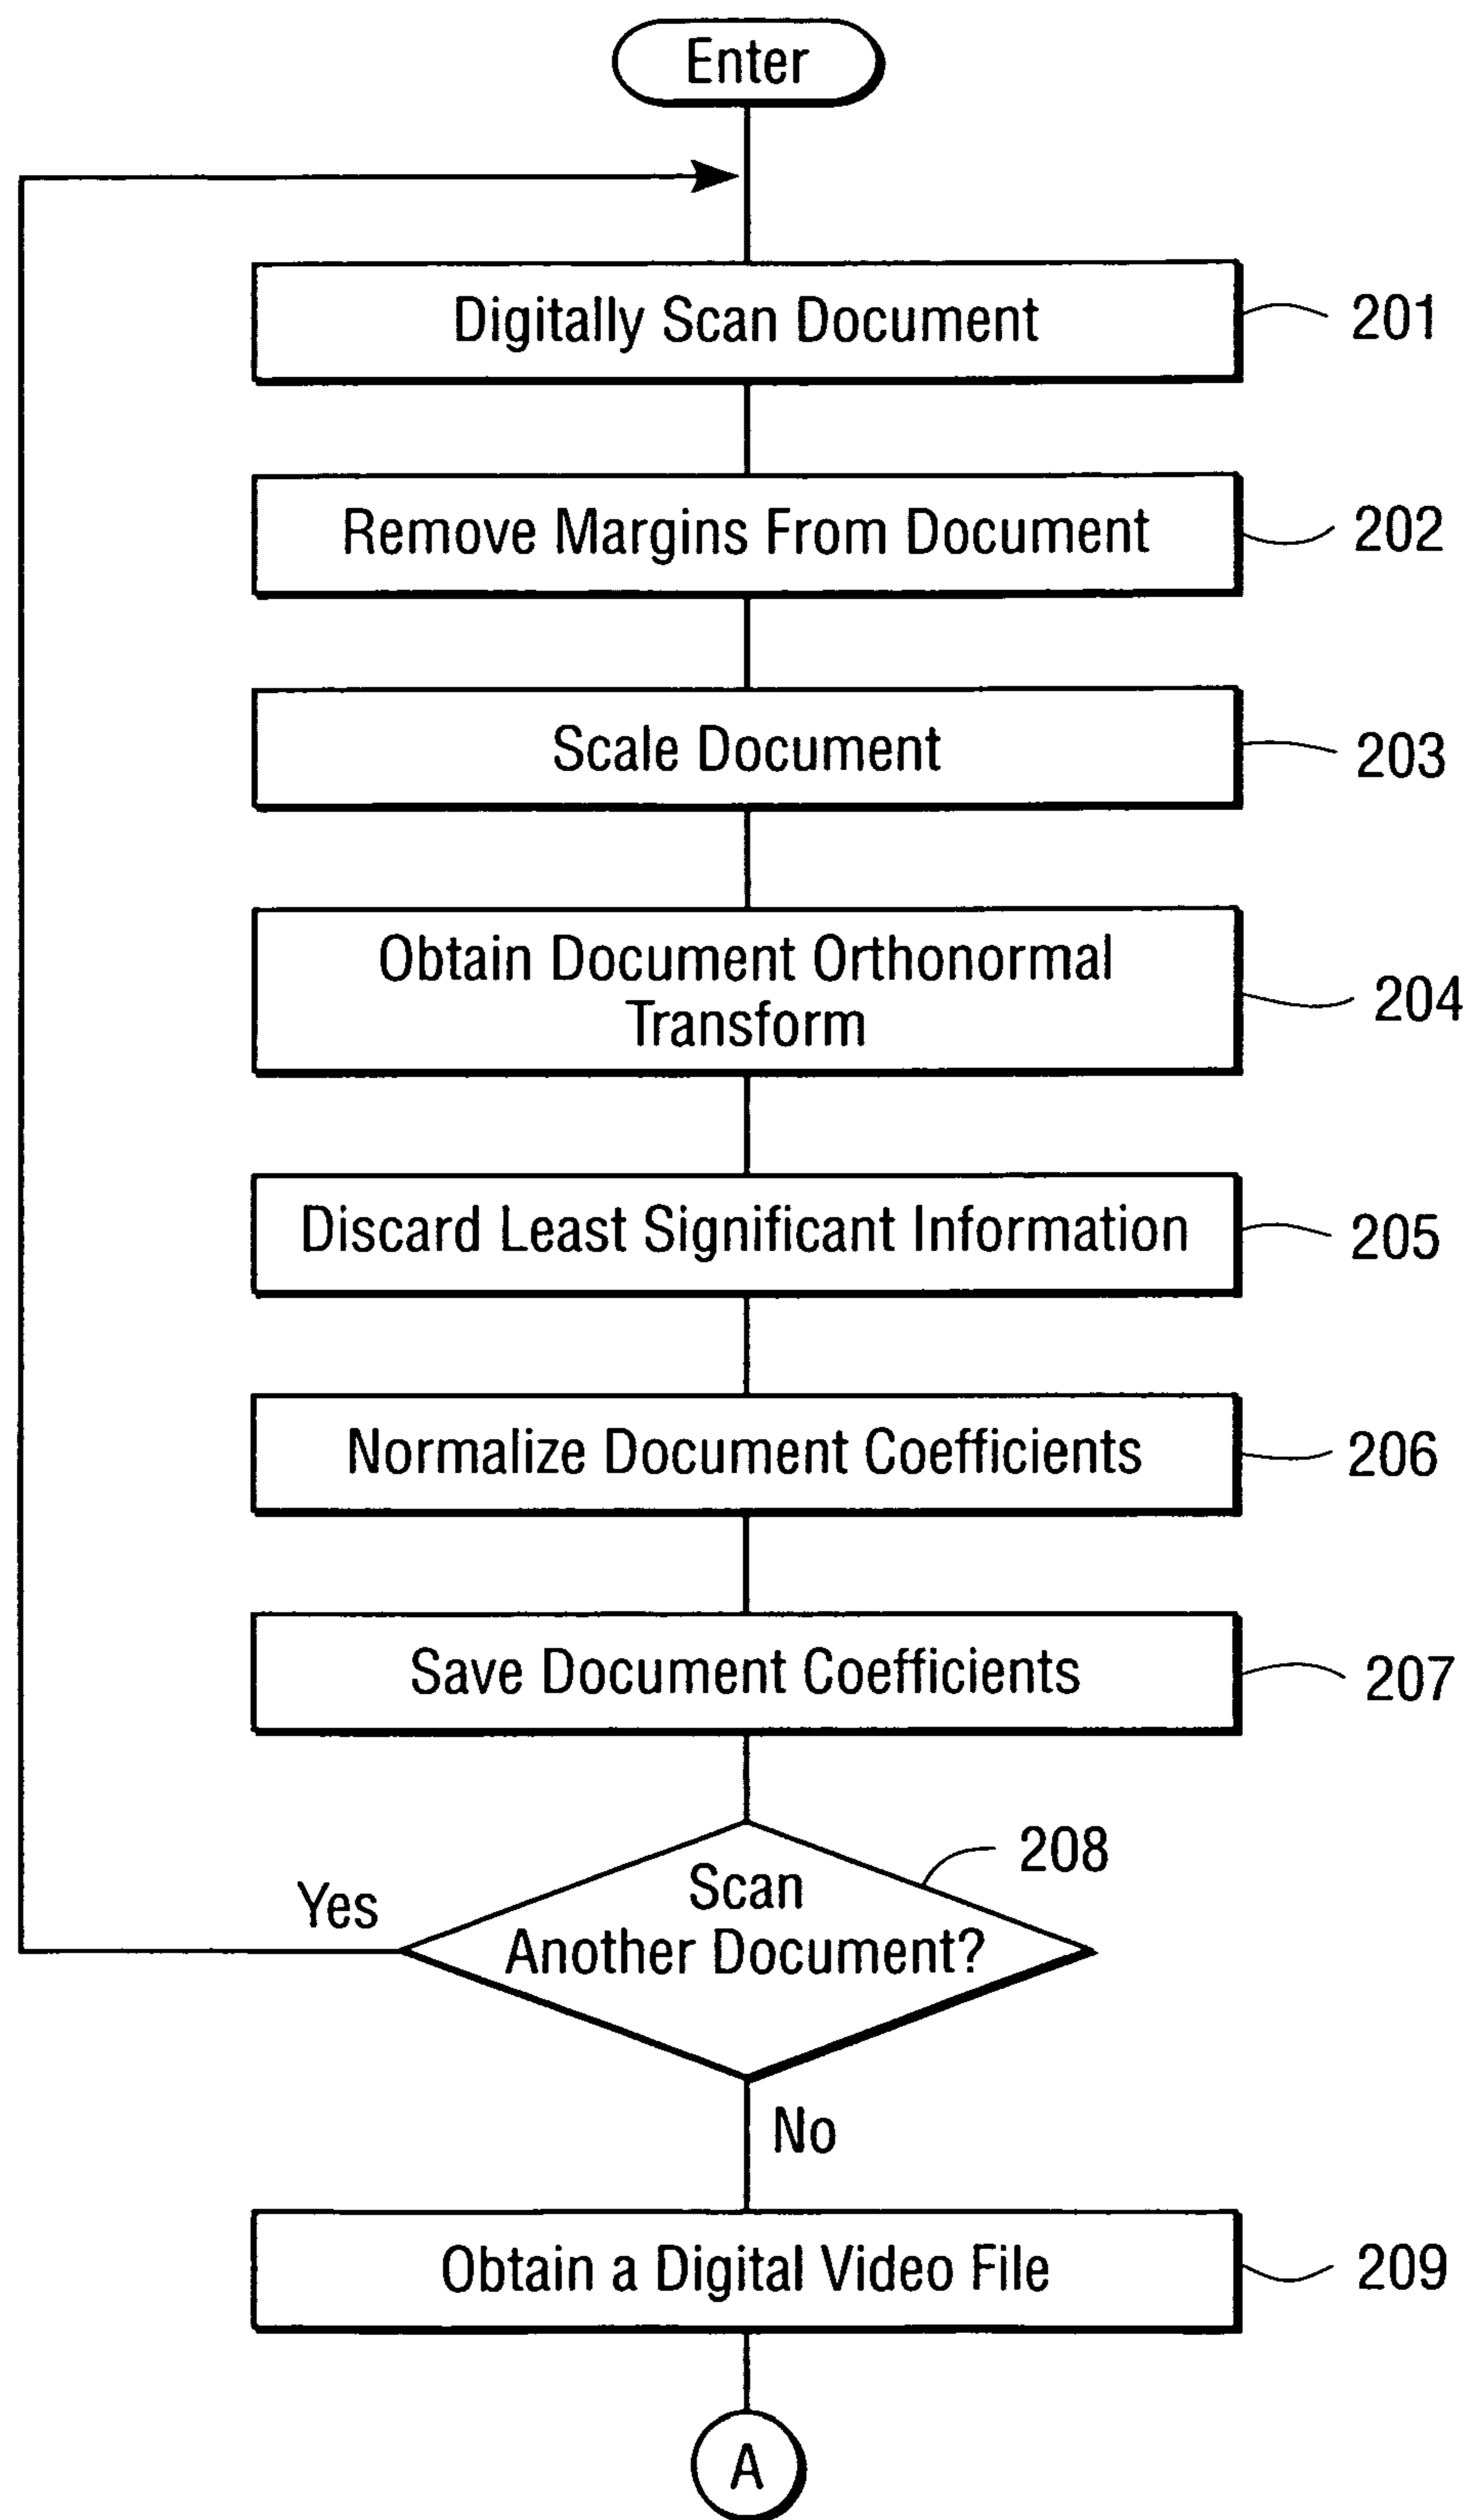 Enter
Digitally Scan Document
201
Remove Margins From Document
202
Scale Document
203
Obtain Document Orthonormal
Transform
204
Discard Least Significant Information
205
Normalize Document Coefficients
206
Save Document Coefficients
207
208
Scan
Another Document?
Yes
No
Obtain a Digital Video File
209
A